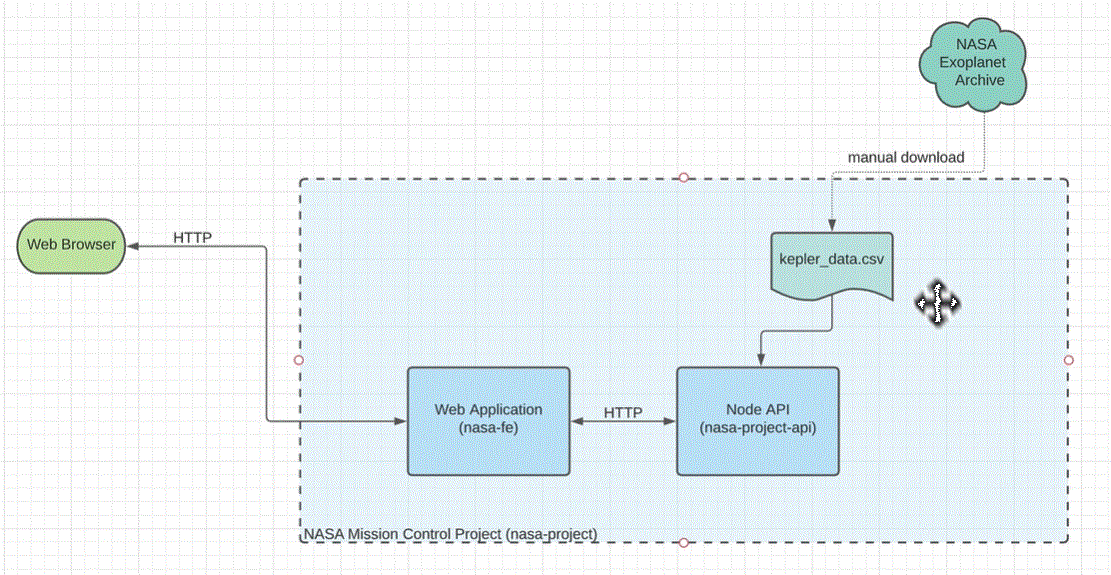 NASA
Exoplanet
Archive
manual download
Web Browser
HTTP
kepler_data.csv
Web Application
(nasa-fe)
HTTP
Node API
(nasa-project-api)
NASA Mission Control Project (nasa-project)